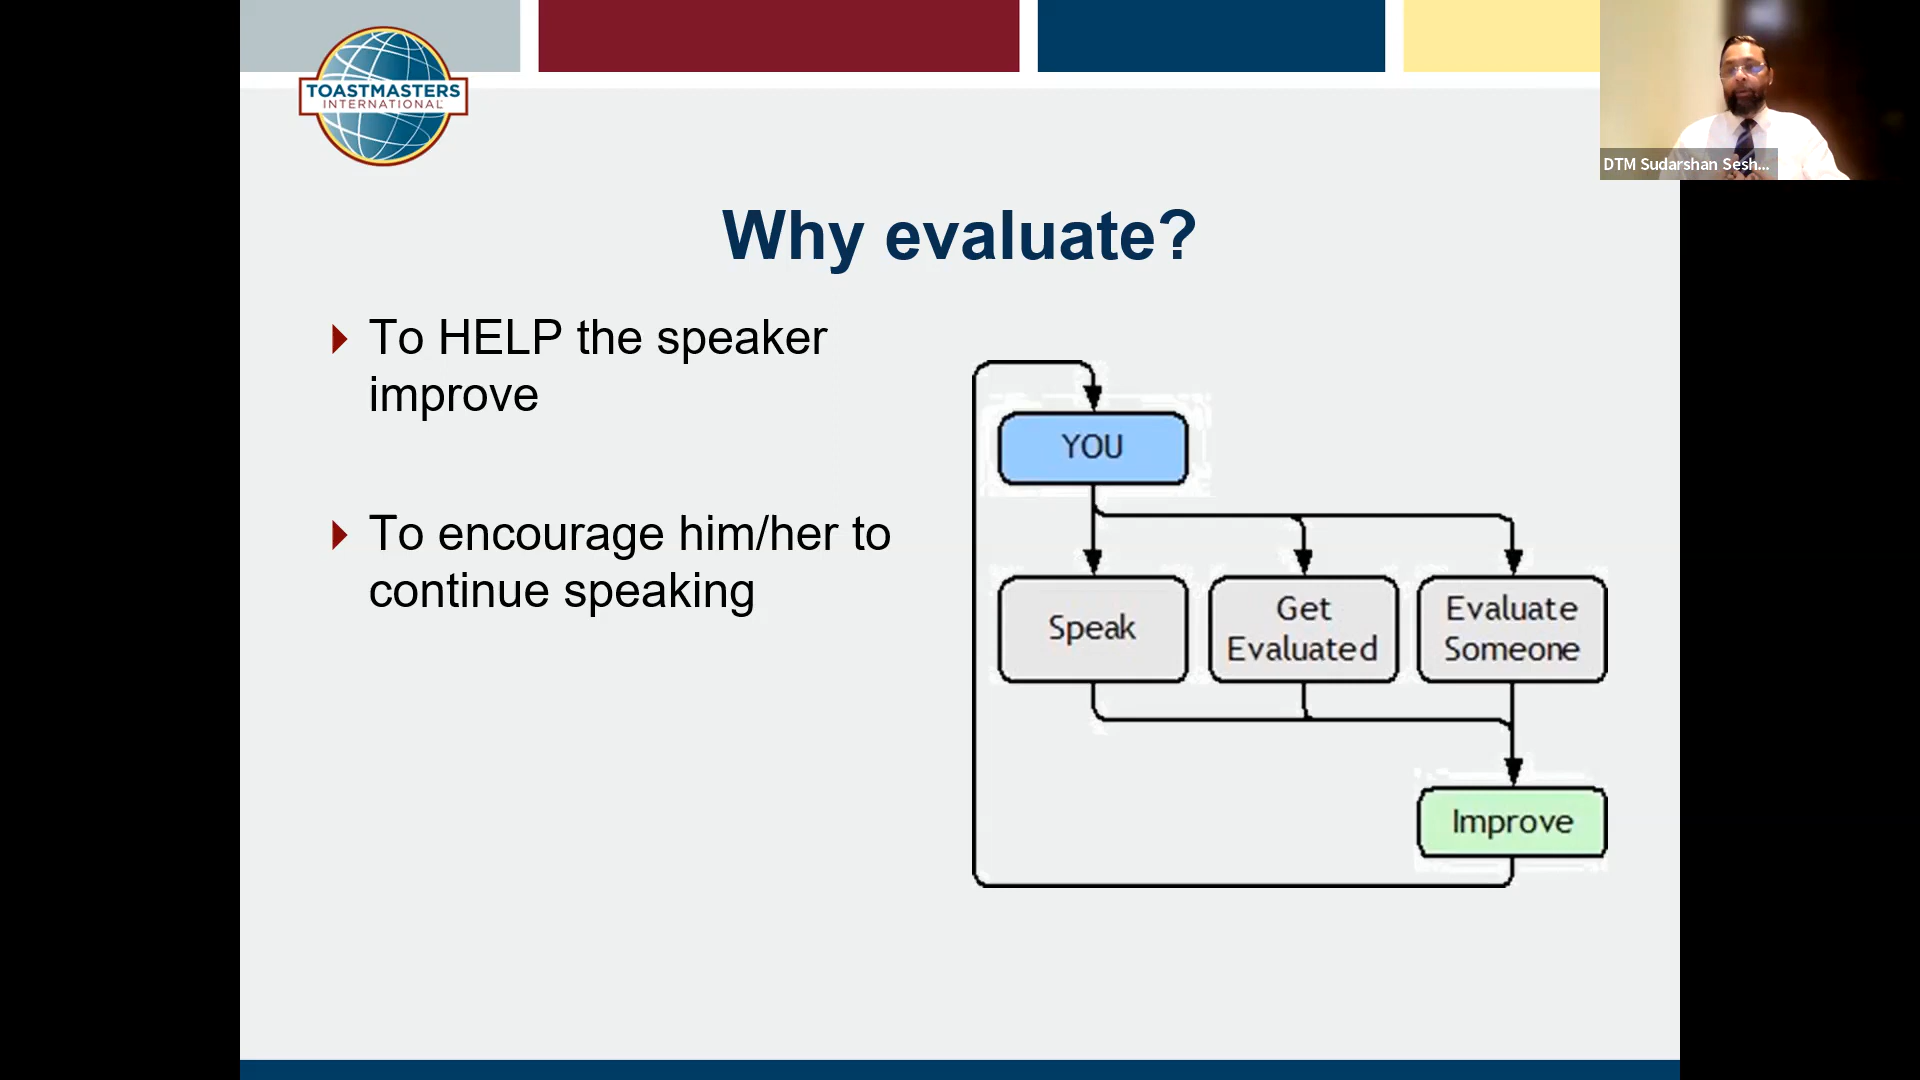 TOASTMASTERS
INTERNATIONAL
DTM Sudarshan Sesh...
Why evaluate?
To HELP the speaker
improve
To encourage him/her to
continue speaking
YOU
Speak
Get
Evaluated
Evaluate
Someone
Improve